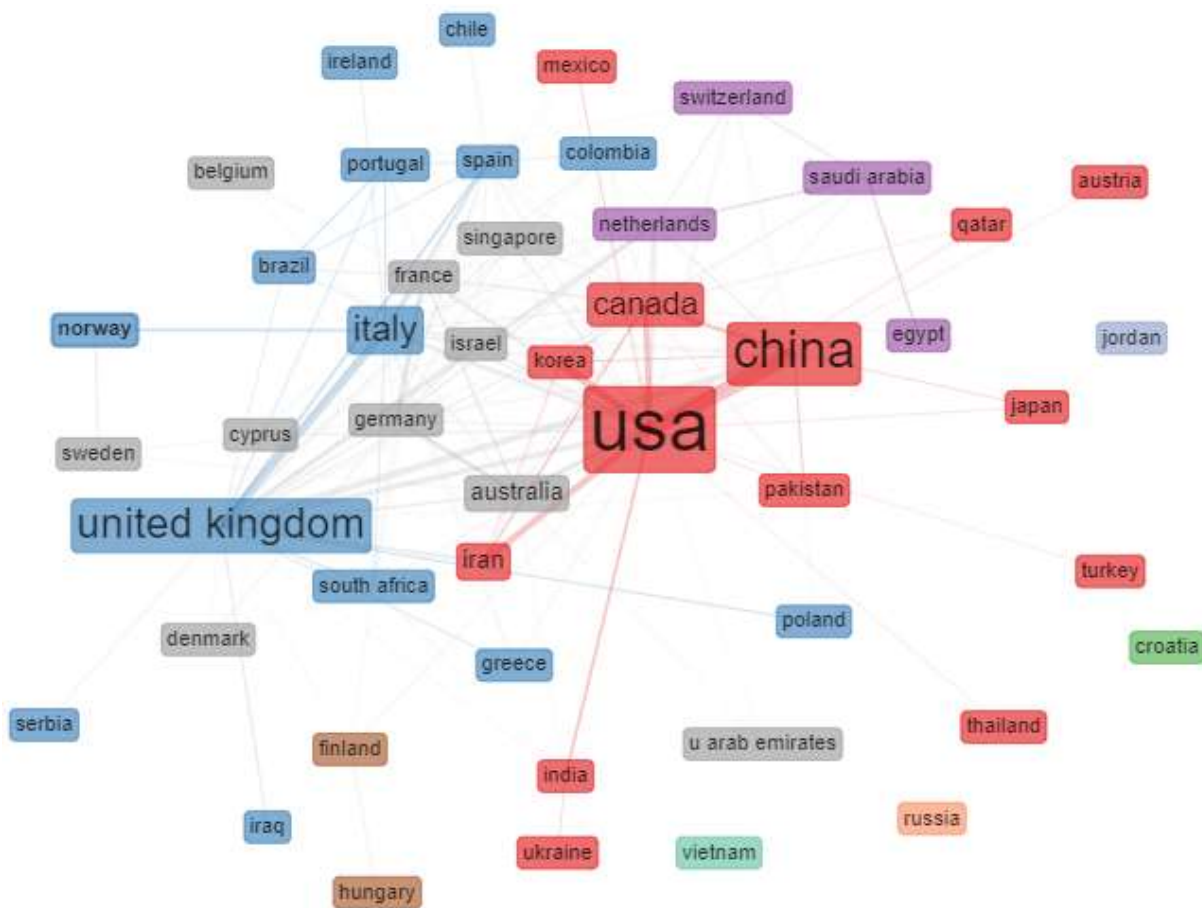 chile
ireland
mexico
switzerland
belgium
portugal
spain
colombia
saudi arabia
austria
netherlands
qatar
singapore
brazil
france
canada
norway
italy
israel
korea
china
egypt
jordan
usa
japan
cyprus
germany
sweden
australia
pakistan
united kingdom
iran
south africa
turkey
poland
denmark
greece
croatia
serbia
finland
u arab emirates
thailand
india
iraq
russia
ukraine
vietnam
hungary